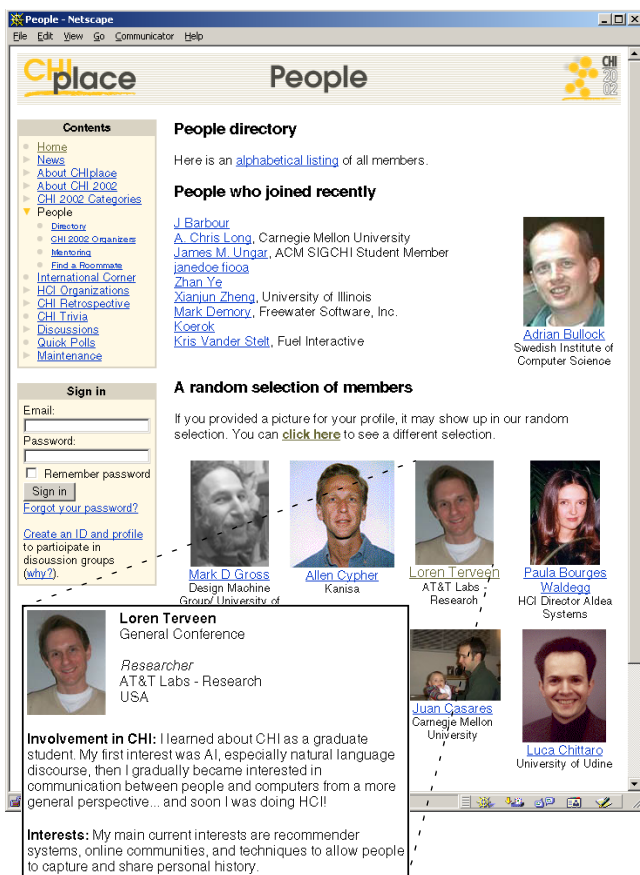 People - Netscape
File Edit View Go Communicator Help
CHIplace
People
CHI
20
02
Contents
Home
News
About CHIplace
About CHI 2002
CHI 2002 Categories
People
Directory
CHI 2002 Organizers
Mentoring
Find a Roommate
International Corner
HCI Organizations
CHI Retrospective
CHI Trivia
Discussions
Quick Polls
Maintenance
Sign in
Email:
Password:
Remember password
Sign in
Forgot your password?
Create an ID and profile
to participate in
discussion groups
(why?).
People directory
Here is an alphabetical listing of all members.
People who joined recently
J Barbour
A. Chris Long, Carnegie Mellon University
James M. Ungar, ACM SIGCHI Student Member
janedoe fiooa
Zhan Ye
Xianjun Zheng, University of Illinois
Mark Demory, Freewater Software, Inc.
Koerok
Kris Vander Stelt, Fuel Interactive
Adrian Bullock
Swedish Institute of
Computer Science
A random selection of members
If you provided a picture for your profile, it may show up in our random
selection. You can click here to see a different selection.
Mark D Gross
Design Machine
Group/ University of
Allen Cypher
Kanisa
Loren Terveen
AT&T Labs -
Research
Paula Bourges
Waldegg
HCI Director Aldea
Systems
Juan Casares
Carnegie Mellon
University
Luca Chittaro
University of Udine
Loren Terveen
General Conference
Researcher
AT&T Labs - Research
USA
Involvement in CHI: I learned about CHI as a graduate
student. My first interest was AI, especially natural language
discourse, then I gradually became interested in
communication between people and computers from a more
general perspective... and soon I was doing HCI!
Interests: My main current interests are recommender
systems, online communities, and techniques to allow people
to capture and share personal history.